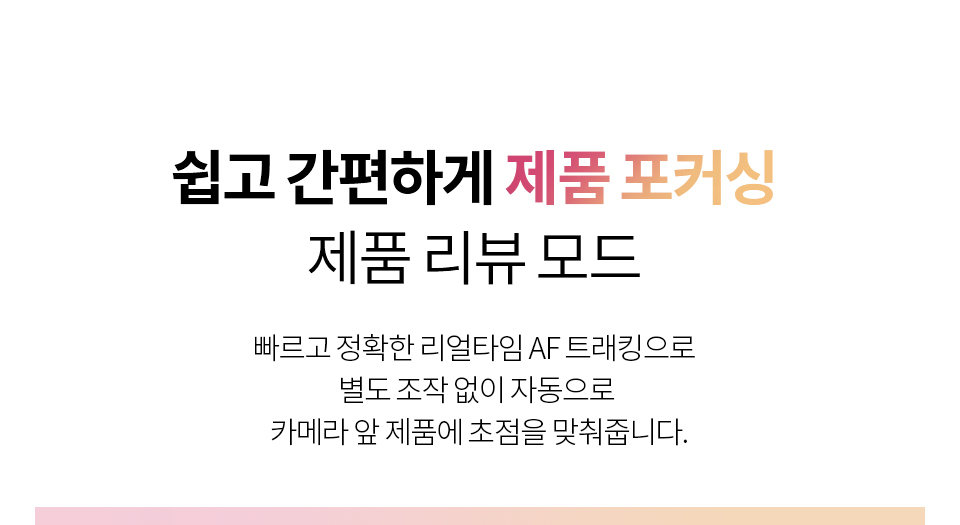 쉽고 간편하게 제품 포커싱
제품 리뷰 모드
빠르고 정확한 리얼타임 AF 트래킹으로
별도 조작 없이 자동으로
카메라 앞 제품에 초점을 맞춰줍니다.